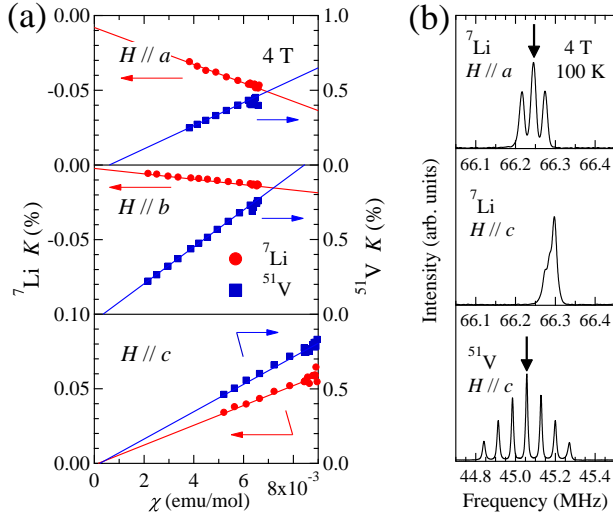 (a)
0.00
-0.05
0.00
-0.05
0.10
0.05
0.00
⁷Li K (%)
H // a
4 T
H // b
⁷Li
⁵¹V
H // c
1.0
0.5
0.0
0.5
0.0
0.5
0.0
⁵¹V K (%)
0 2 4 6 8x10⁻³
χ (emu/mol)
(b)
⁷Li
H // a
4 T
100 K
66.1 66.2 66.3 66.4
⁷Li
H // c
66.1 66.2 66.3 66.4
⁵¹V
H // c
44.8 45.0 45.2 45.4
Frequency (MHz)
Intensity (arb. units)